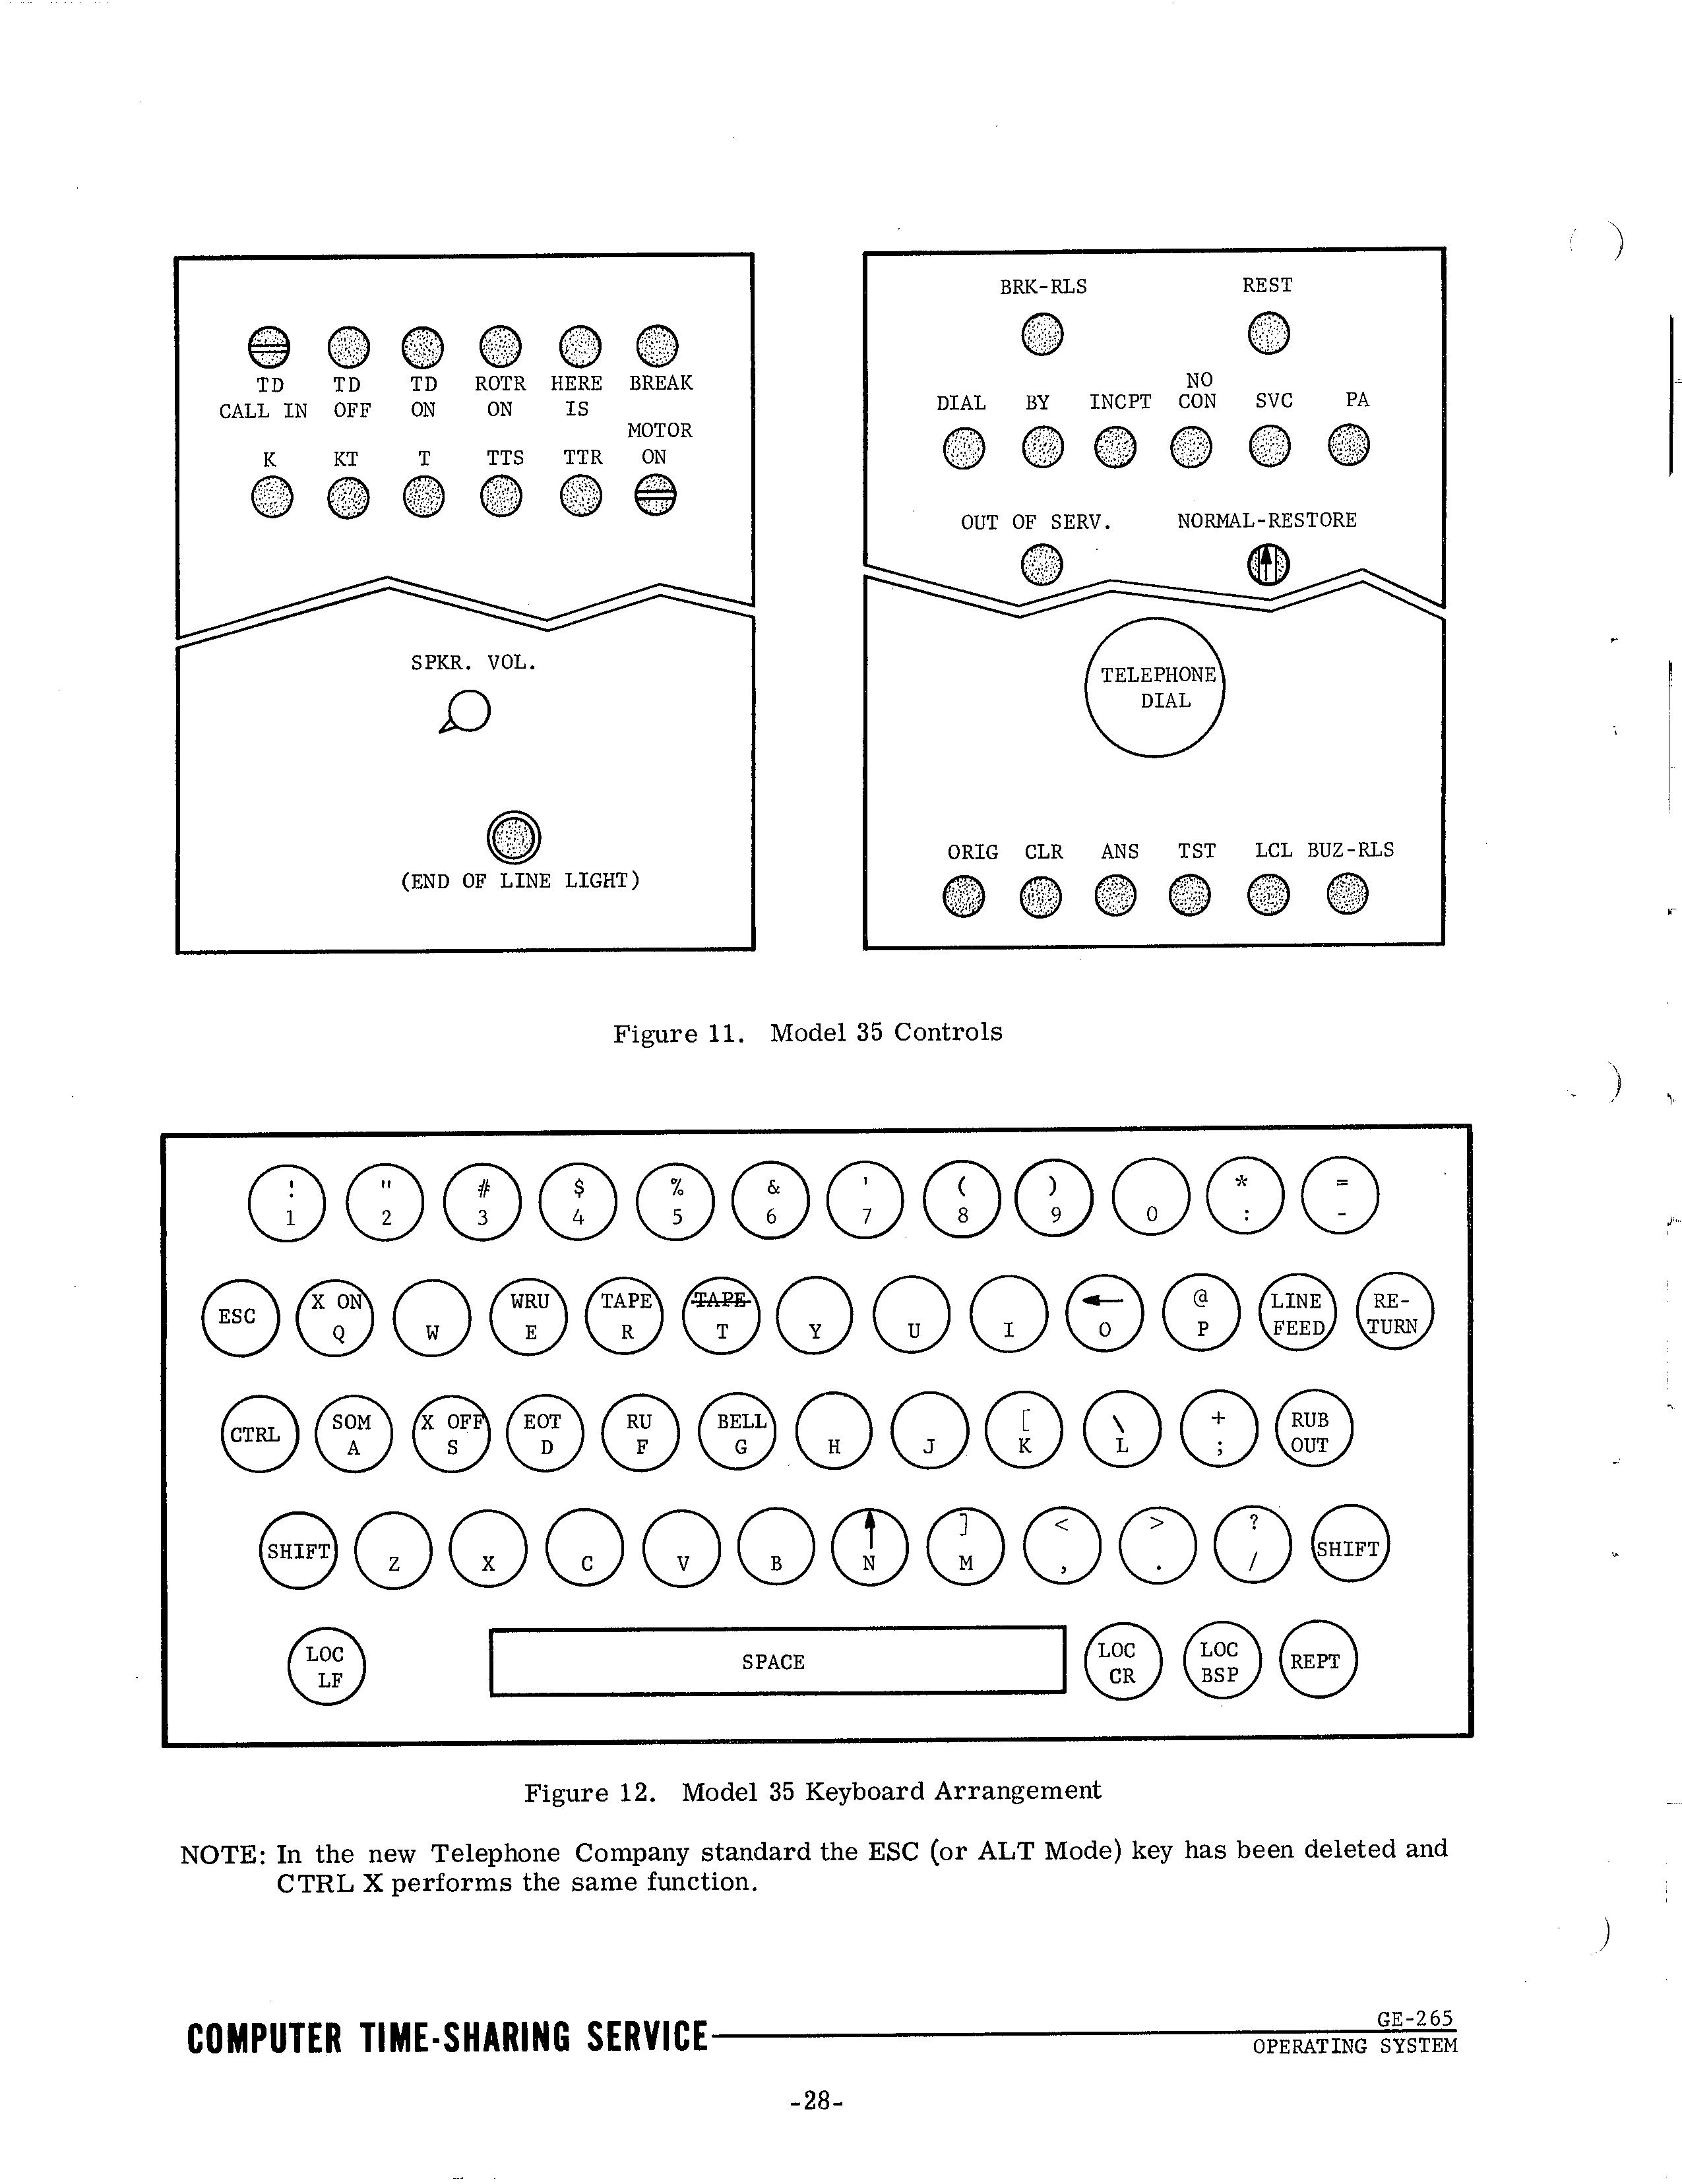 TD TD TD ROTR HERE BREAK
CALL IN OFF ON ON IS
MOTOR
K KT T TTS TTR ON
SPKR. VOL.
(END OF LINE LIGHT)
BRK-RLS REST
NO
DIAL BY INCPT CON SVC PA
OUT OF SERV. NORMAL-RESTORE
TELEPHONE
DIAL
ORIG CLR ANS TST LCL BUZ-RLS
Figure 11. Model 35 Controls
! " # $ % & ' ( ) * =
1 2 3 4 5 6 7 8 9 0 : -
X ON WRU TAPE TAPE ← @ LINE RE-
ESC Q W E R T Y U I O P FEED TURN
SOM X OFF EOT RU BELL [ \ + RUB
CTRL A S D F G H J K L ; OUT
↑ ] < > ?
SHIFT Z X C V B N M , . / SHIFT
LOC LOC LOC
LF SPACE CR BSP REPT
Figure 12. Model 35 Keyboard Arrangement
NOTE: In the new Telephone Company standard the ESC (or ALT Mode) key has been deleted and
CTRL X performs the same function.
COMPUTER TIME-SHARING SERVICE GE-265
OPERATING SYSTEM
-28-